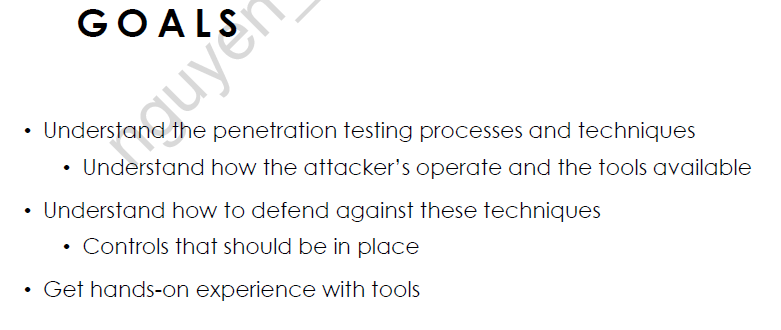 GOALS
nguyen_
• Understand the penetration testing processes and techniques
• Understand how the attacker's operate and the tools available
• Understand how to defend against these techniques
• Controls that should be in place
• Get hands-on experience with tools